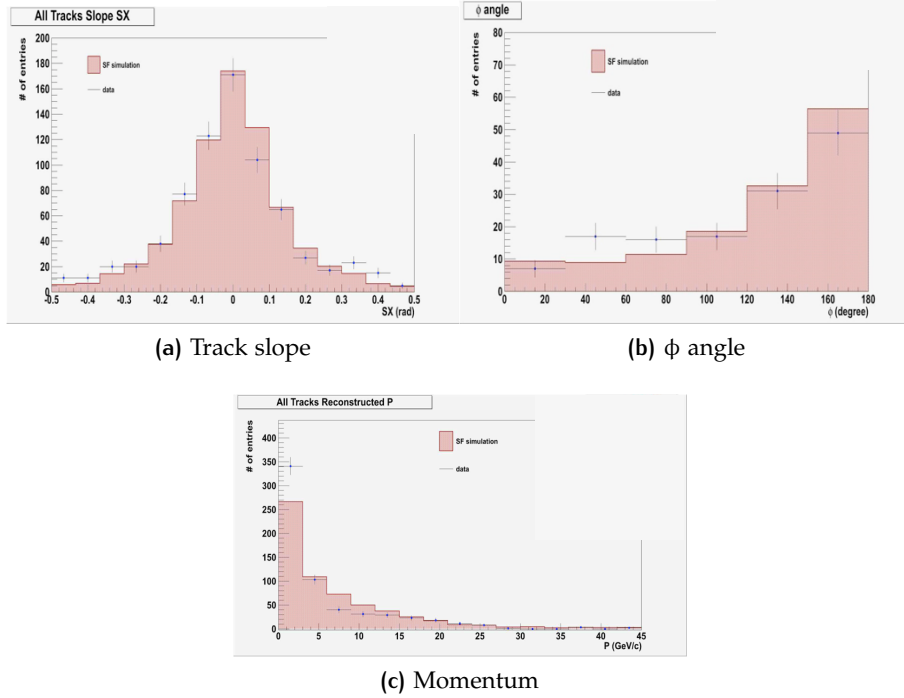 All Tracks Slope SX
# of entries
200
180
160
140
120
100
80
60
40
20
0
SF simulation
data
-0.5 -0.4 -0.3 -0.2 -0.1 0 0.1 0.2 0.3 0.4 0.5
SX (rad)
(a) Track slope
ϕ angle
# of entries
80
70
60
50
40
30
20
10
0
SF simulation
data
0 20 40 60 80 100 120 140 160 180
ϕ (degree)
(b) ϕ angle
All Tracks Reconstructed P
# of entries
400
350
300
250
200
150
100
50
0
SF simulation
data
0 5 10 15 20 25 30 35 40 45
P (GeV/c)
(c) Momentum